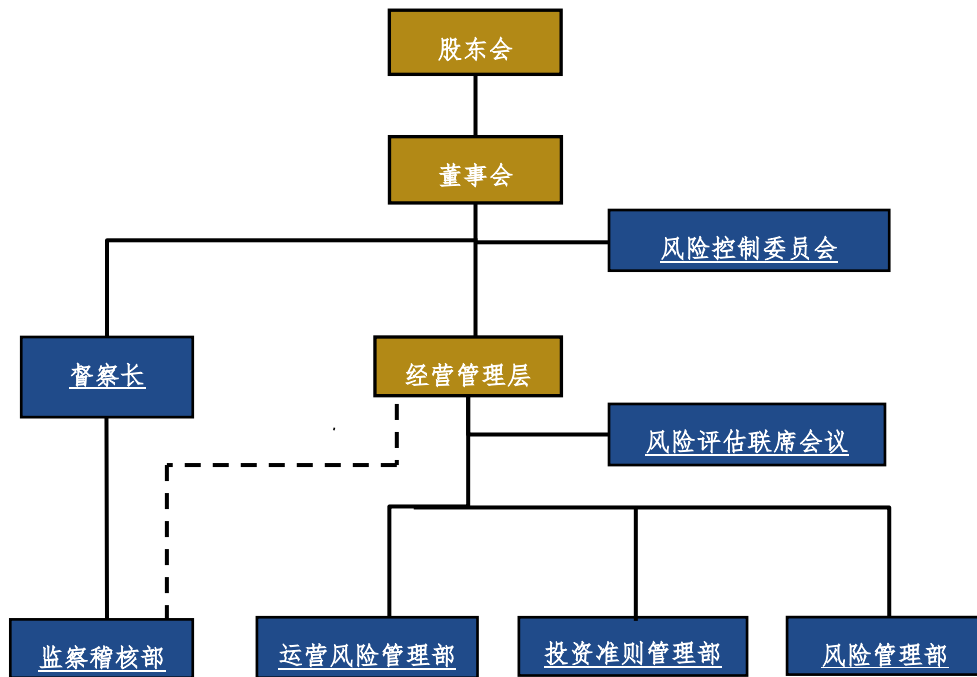 股东会
董事会
风险控制委员会
督察长
经营管理层
风险评估联席会议
监察稽核部
运营风险管理部
投资准则管理部
风险管理部